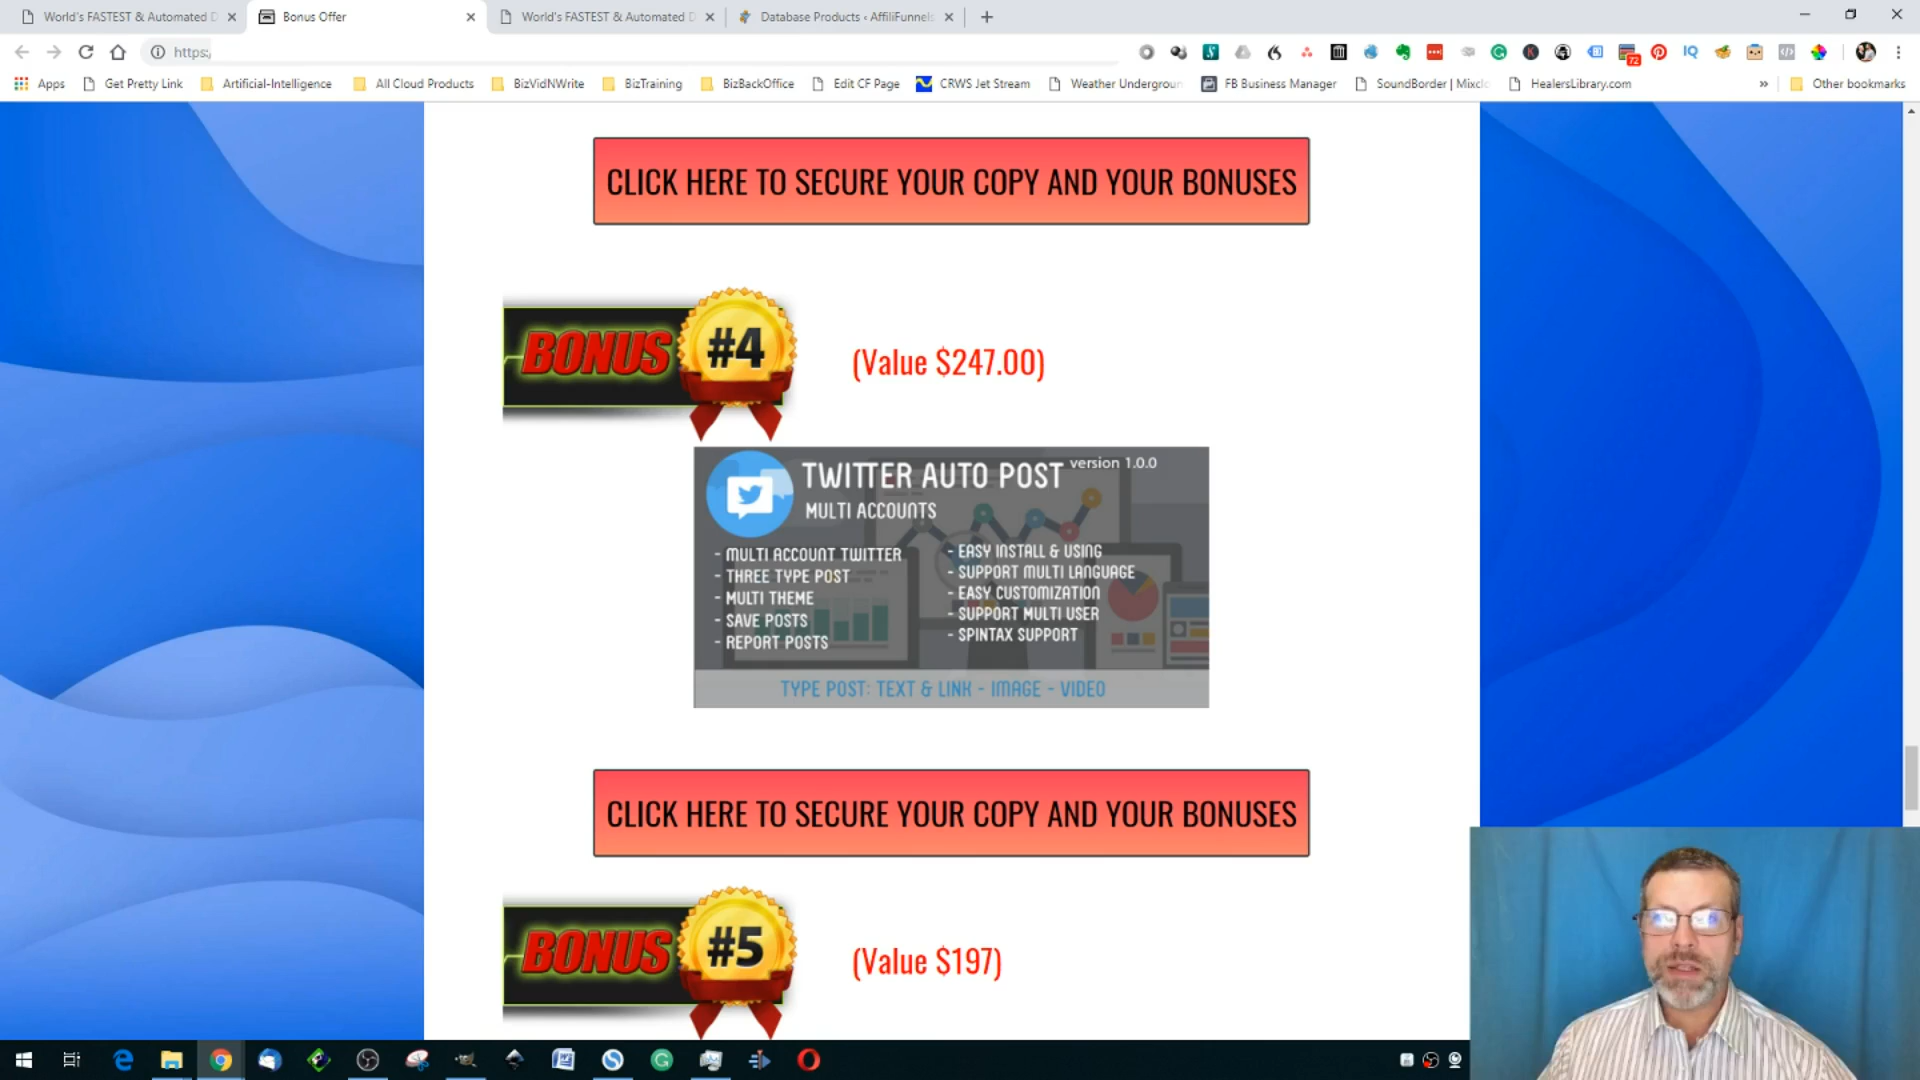 World's FASTEST & Automated D
Bonus Offer
World's FASTEST & Automated D
Database Products ‹ AffiliFunnels
https:
Apps
Get Pretty Link
Artificial-Intelligence
All Cloud Products
BizVidNWrite
BizTraining
BizBackOffice
Edit CF Page
CRWS Jet Stream
Weather Undergroun
FB Business Manager
SoundBorder | Mixclo
HealersLibrary.com
»
Other bookmarks
72
IQ
CLICK HERE TO SECURE YOUR COPY AND YOUR BONUSES
BONUS #4
(Value $247.00)
TWITTER AUTO POST version 1.0.0
MULTI ACCOUNTS
- MULTI ACCOUNT TWITTER
- THREE TYPE POST
- MULTI THEME
- SAVE POSTS
- REPORT POSTS
- EASY INSTALL & USING
- SUPPORT MULTI LANGUAGE
- EASY CUSTOMIZATION
- SUPPORT MULTI USER
- SPINTAX SUPPORT
TYPE POST: TEXT & LINK - IMAGE - VIDEO
CLICK HERE TO SECURE YOUR COPY AND YOUR BONUSES
BONUS #5
(Value $197)